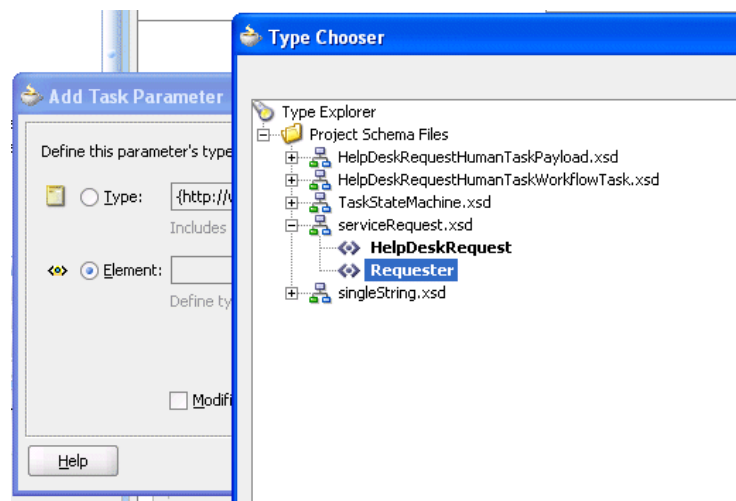 Type Chooser
Add Task Parameter
Type Explorer
Project Schema Files
HelpDeskRequestHumanTaskPayload.xsd
HelpDeskRequestHumanTaskWorkflowTask.xsd
TaskStateMachine.xsd
serviceRequest.xsd
HelpDeskRequest
Requester
singleString.xsd
Define this parameter's type
Type: {http://
Includes
Element:
Define ty
Modifi
Help